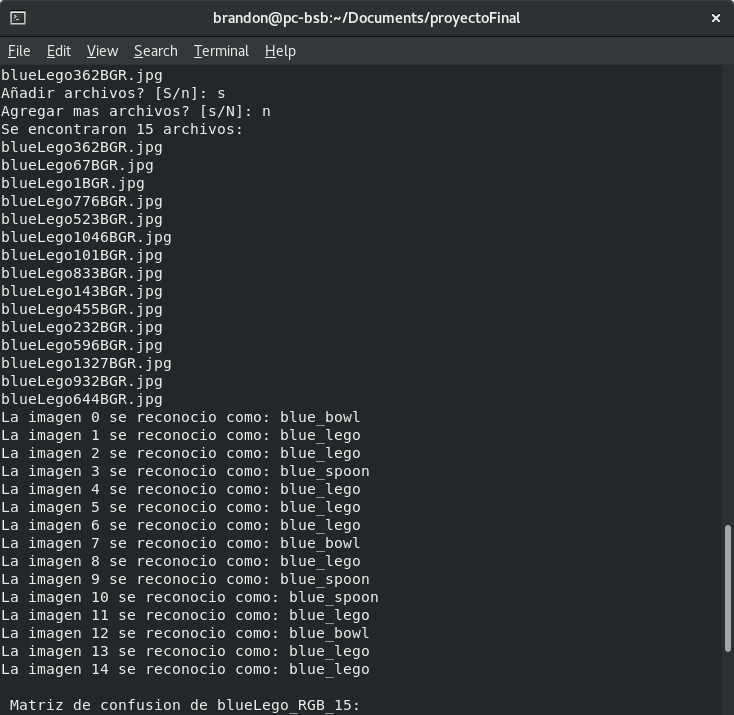 brandon@pc-bsb:~/Documents/proyectoFinal
File Edit View Search Terminal Help
blueLego362BGR.jpg
Añadir archivos? [S/n]: s
Agregar mas archivos? [s/N]: n
Se encontraron 15 archivos:
blueLego362BGR.jpg
blueLego67BGR.jpg
blueLego1BGR.jpg
blueLego776BGR.jpg
blueLego523BGR.jpg
blueLego1046BGR.jpg
blueLego101BGR.jpg
blueLego833BGR.jpg
blueLego143BGR.jpg
blueLego455BGR.jpg
blueLego232BGR.jpg
blueLego596BGR.jpg
blueLego1327BGR.jpg
blueLego932BGR.jpg
blueLego644BGR.jpg
La imagen 0 se reconocio como: blue_bowl
La imagen 1 se reconocio como: blue_lego
La imagen 2 se reconocio como: blue_lego
La imagen 3 se reconocio como: blue_spoon
La imagen 4 se reconocio como: blue_lego
La imagen 5 se reconocio como: blue_lego
La imagen 6 se reconocio como: blue_lego
La imagen 7 se reconocio como: blue_bowl
La imagen 8 se reconocio como: blue_lego
La imagen 9 se reconocio como: blue_spoon
La imagen 10 se reconocio como: blue_spoon
La imagen 11 se reconocio como: blue_lego
La imagen 12 se reconocio como: blue_bowl
La imagen 13 se reconocio como: blue_lego
La imagen 14 se reconocio como: blue_lego
Matriz de confusion de blueLego_RGB_15: